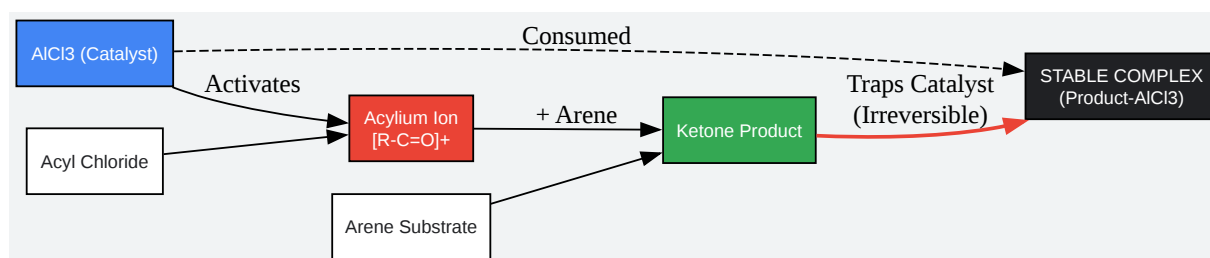 AlCl3 (Catalyst)
Consumed
Activates
Acyl Chloride
Acylium Ion
[R-C=O]+
+ Arene
Arene Substrate
Ketone Product
Traps Catalyst
(Irreversible)
STABLE COMPLEX
(Product-AlCl3)